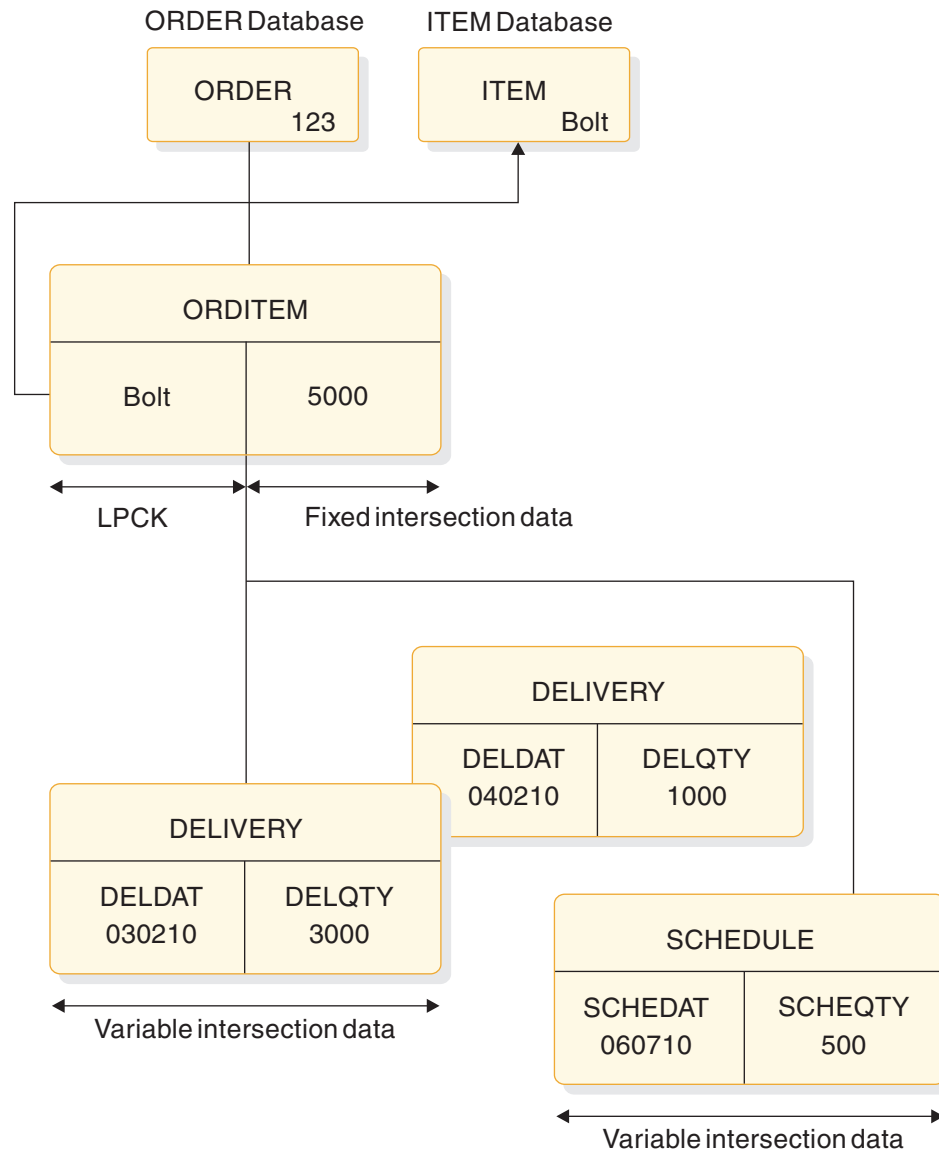 ORDER Database
ITEM Database
ORDER
123
ITEM
Bolt
ORDITEM
Bolt
5000
LPCK
Fixed intersection data
DELIVERY
DELDAT
040210
DELQTY
1000
DELIVERY
DELDAT
030210
DELQTY
3000
Variable intersection data
SCHEDULE
SCHEDAT
060710
SCHEQTY
500
Variable intersection data